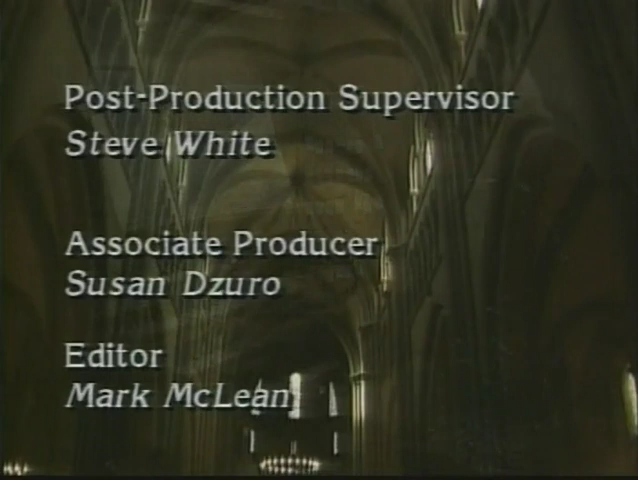 Post-Production Supervisor
Steve White
Associate Producer
Susan Dzuro
Editor
Mark McLean